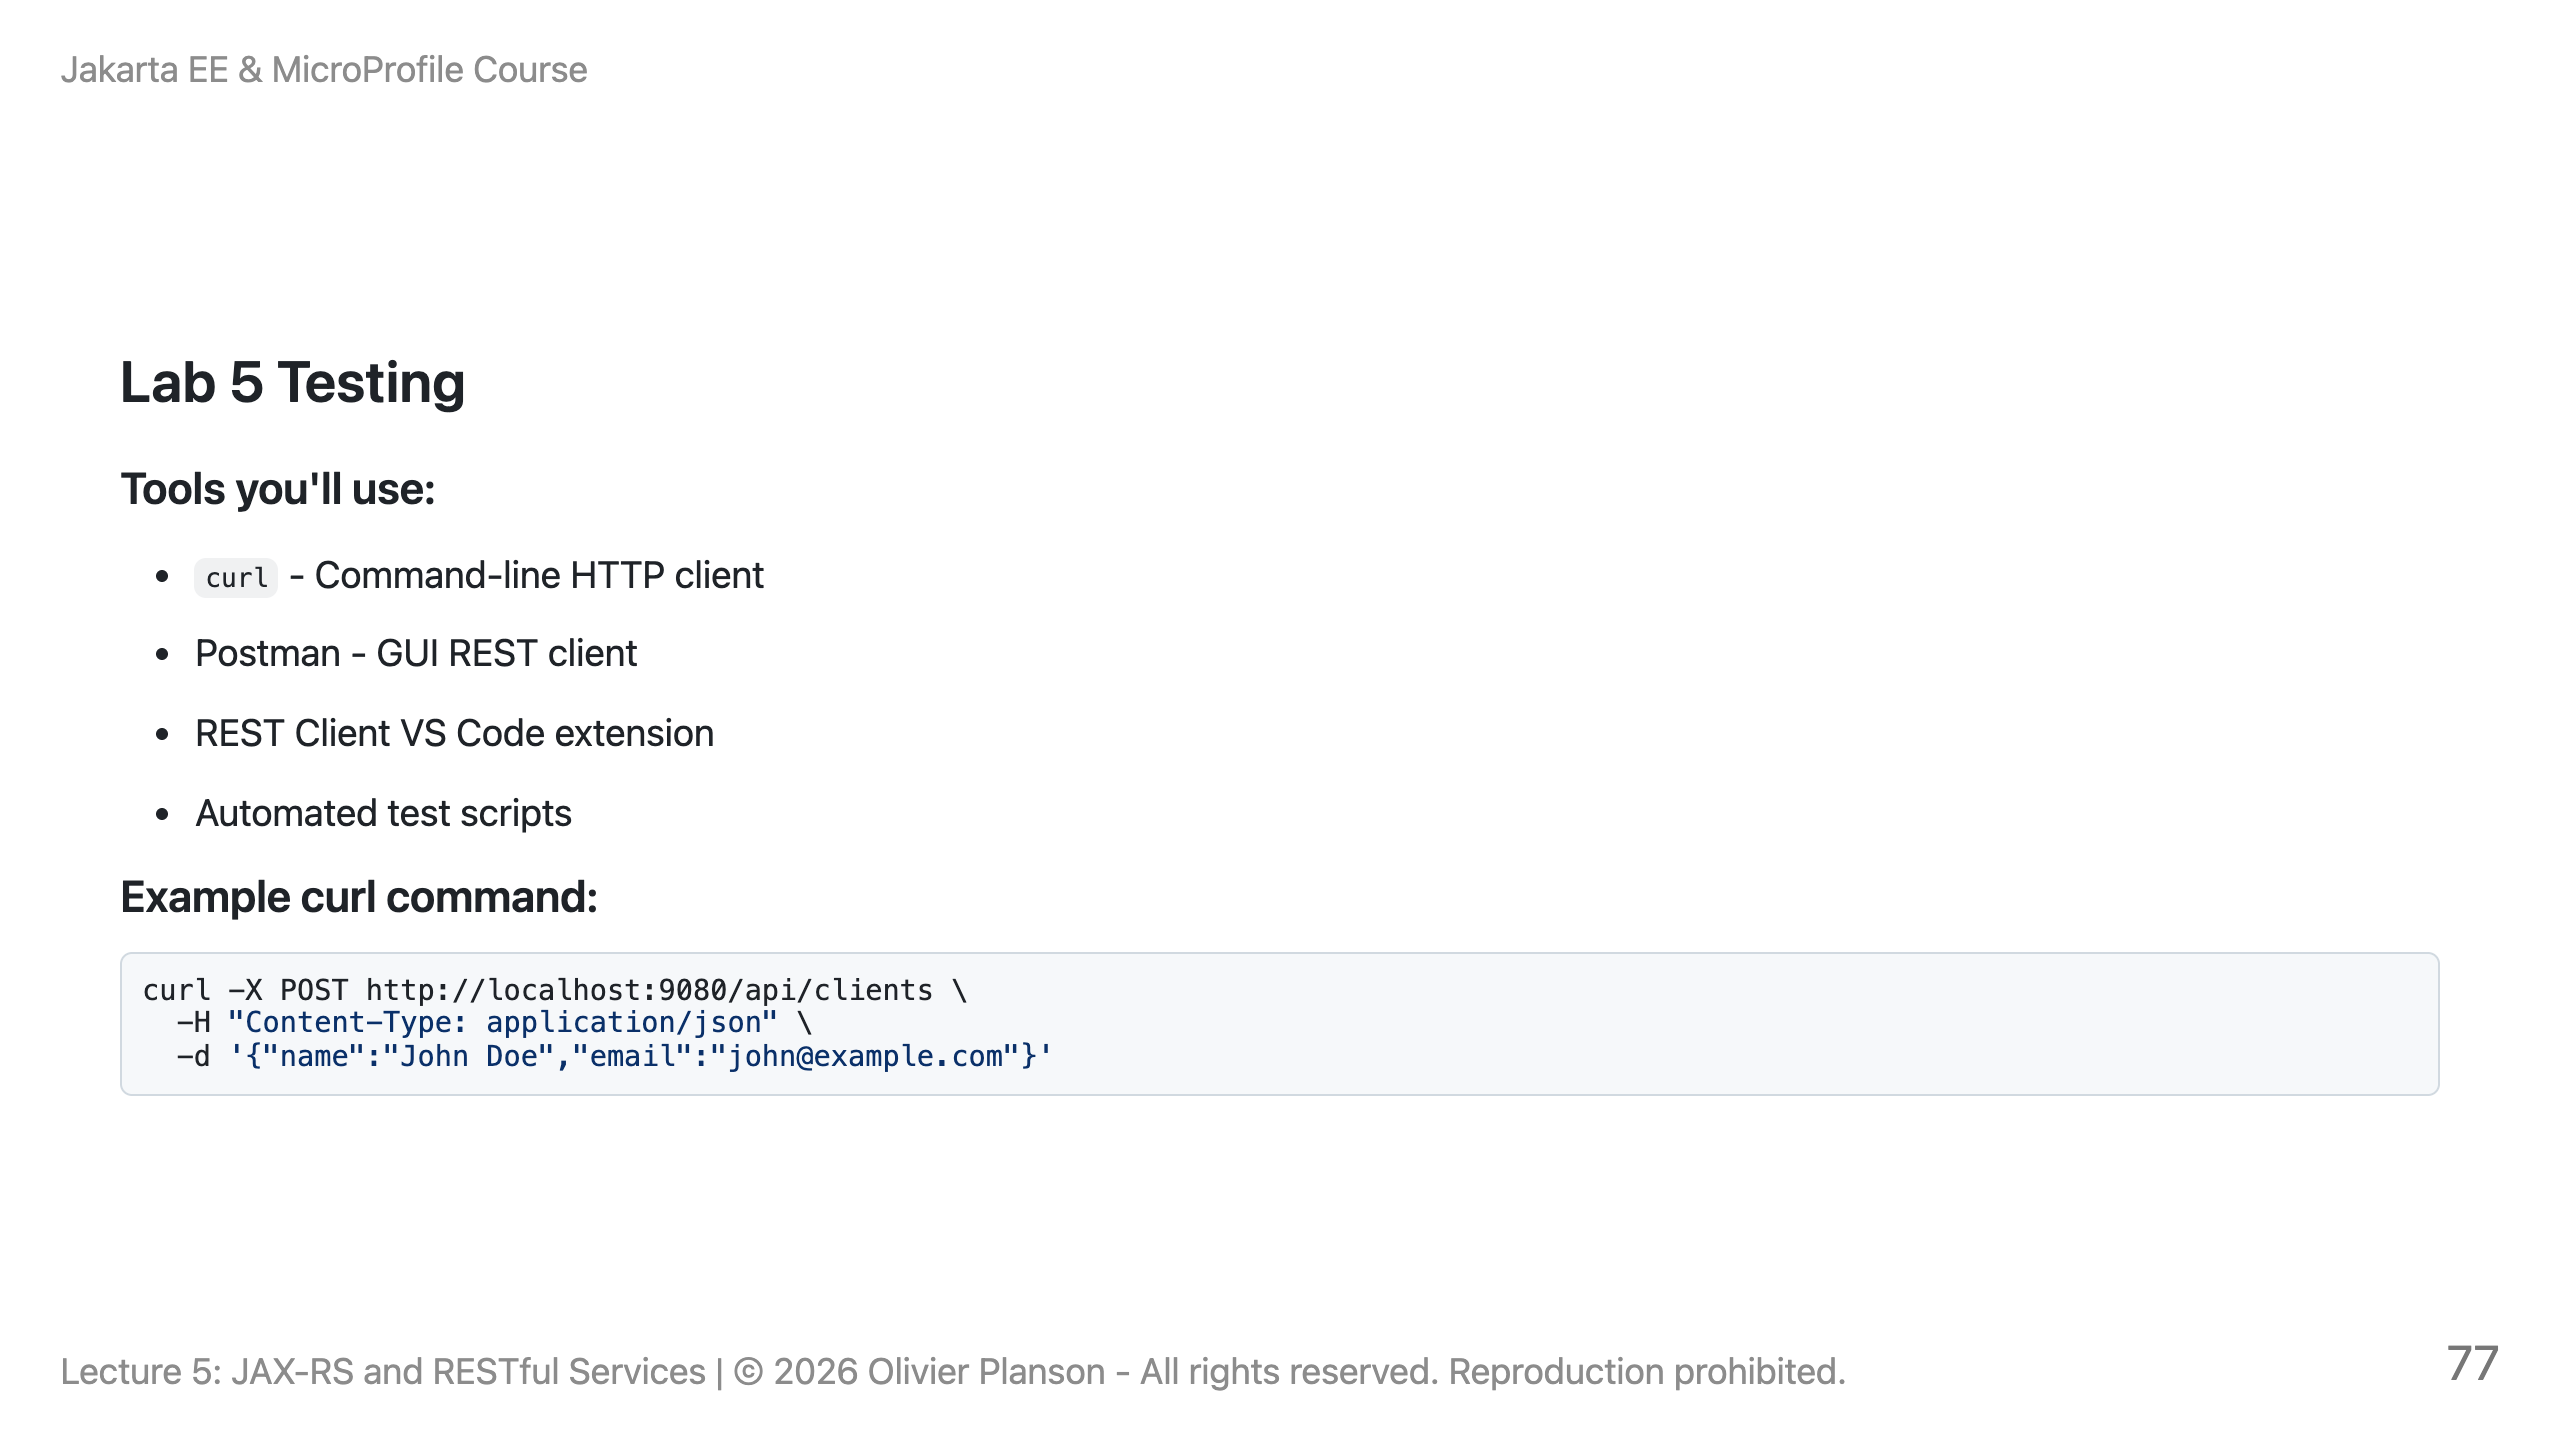 Jakarta EE & MicroProfile Course
Lab 5 Testing
Tools you'll use:
• curl - Command-line HTTP client
• Postman - GUI REST client
• REST Client VS Code extension
• Automated test scripts
Example curl command:
curl -X POST http://localhost:9080/api/clients \
  -H "Content-Type: application/json" \
  -d '{"name":"John Doe","email":"john@example.com"}'
Lecture 5: JAX-RS and RESTful Services | © 2026 Olivier Planson - All rights reserved. Reproduction prohibited.
77